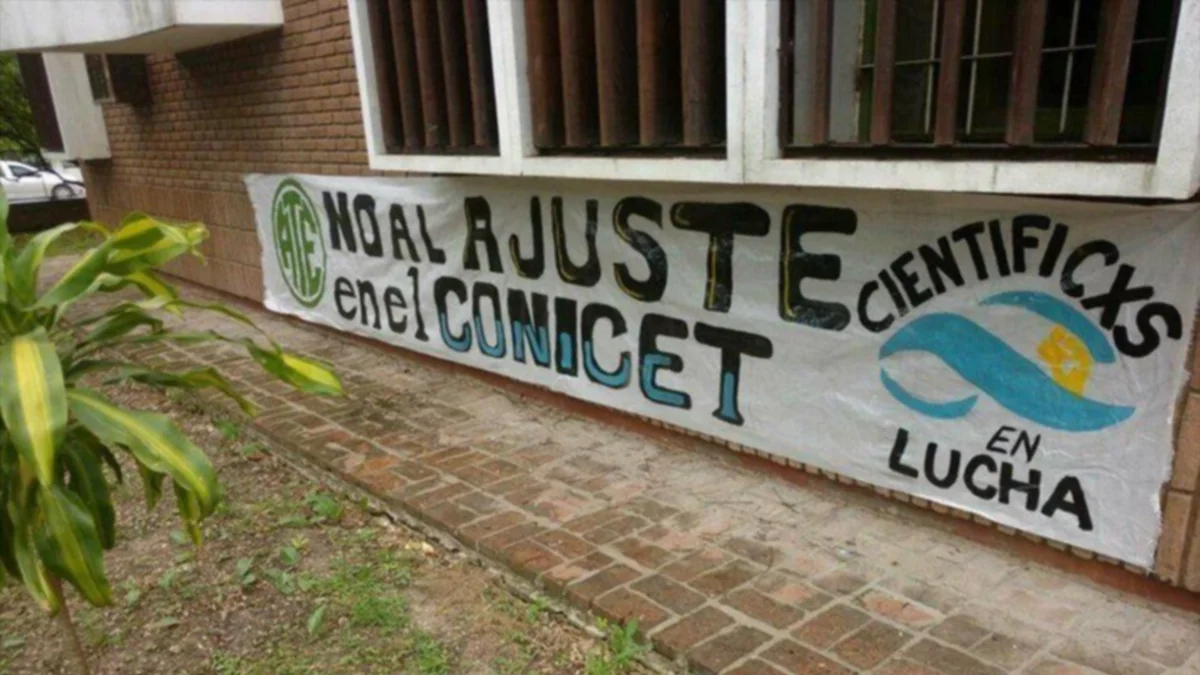 ATE
NO AL AJUSTE
en el CONICET
CIENTIFICXS
EN
LUCHA